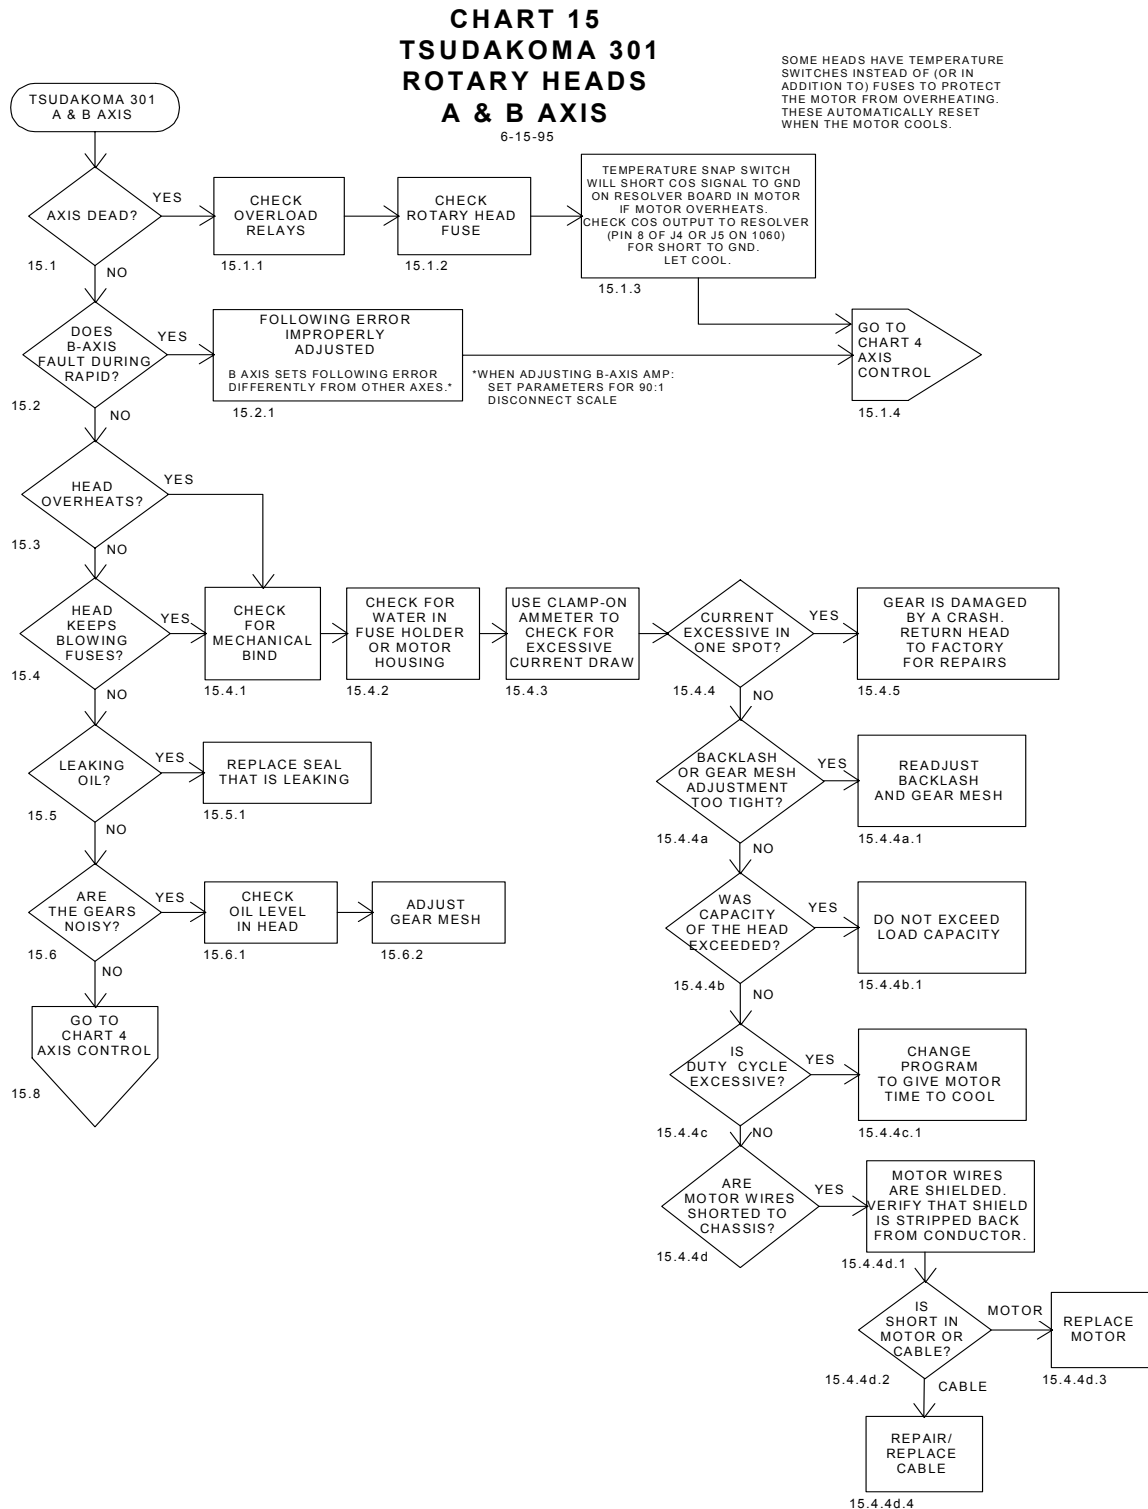 CHART 15
TSUDAKOMA 301
ROTARY HEADS
A & B AXIS
6-15-95
SOME HEADS HAVE TEMPERATURE
SWITCHES INSTEAD OF (OR IN
ADDITION TO) FUSES TO PROTECT
THE MOTOR FROM OVERHEATING.
THESE AUTOMATICALLY RESET
WHEN THE MOTOR COOLS.
TSUDAKOMA 301
A & B AXIS
AXIS DEAD?
YES
15.1
NO
CHECK
OVERLOAD
RELAYS
15.1.1
CHECK
ROTARY HEAD
FUSE
15.1.2
TEMPERATURE SNAP SWITCH
WILL SHORT COS SIGNAL TO GND
ON RESOLVER BOARD IN MOTOR
IF MOTOR OVERHEATS.
CHECK COS OUTPUT TO RESOLVER
(PIN 8 OF J4 OR J5 ON 1060)
FOR SHORT TO GND.
LET COOL.
15.1.3
DOES
B-AXIS
FAULT DURING
RAPID?
YES
15.2
NO
FOLLOWING ERROR
IMPROPERLY
ADJUSTED
B AXIS SETS FOLLOWING ERROR
DIFFERENTLY FROM OTHER AXES.*
15.2.1
*WHEN ADJUSTING B-AXIS AMP:
SET PARAMETERS FOR 90:1
DISCONNECT SCALE
GO TO
CHART 4
AXIS
CONTROL
15.1.4
HEAD
OVERHEATS?
YES
15.3
NO
HEAD
KEEPS
BLOWING
FUSES?
YES
15.4
NO
CHECK
FOR
MECHANICAL
BIND
15.4.1
CHECK FOR
WATER IN
FUSE HOLDER
OR MOTOR
HOUSING
15.4.2
USE CLAMP-ON
AMMETER TO
CHECK FOR
EXCESSIVE
CURRENT DRAW
15.4.3
CURRENT
EXCESSIVE IN
ONE SPOT?
YES
15.4.4
NO
GEAR IS DAMAGED
BY A CRASH.
RETURN HEAD
TO FACTORY
FOR REPAIRS
15.4.5
LEAKING
OIL?
YES
15.5
NO
REPLACE SEAL
THAT IS LEAKING
15.5.1
BACKLASH
OR GEAR MESH
ADJUSTMENT
TOO TIGHT?
YES
15.4.4a
NO
READJUST
BACKLASH
AND GEAR MESH
15.4.4a.1
ARE
THE GEARS
NOISY?
YES
15.6
NO
CHECK
OIL LEVEL
IN HEAD
15.6.1
ADJUST
GEAR MESH
15.6.2
WAS
CAPACITY
OF THE HEAD
EXCEEDED?
YES
15.4.4b
NO
DO NOT EXCEED
LOAD CAPACITY
15.4.4b.1
GO TO
CHART 4
AXIS CONTROL
15.8
IS
DUTY CYCLE
EXCESSIVE?
YES
15.4.4c
NO
CHANGE
PROGRAM
TO GIVE MOTOR
TIME TO COOL
15.4.4c.1
ARE
MOTOR WIRES
SHORTED TO
CHASSIS?
YES
15.4.4d
MOTOR WIRES
ARE SHIELDED.
VERIFY THAT SHIELD
IS STRIPPED BACK
FROM CONDUCTOR.
15.4.4d.1
IS
SHORT IN
MOTOR OR
CABLE?
MOTOR
15.4.4d.2
CABLE
REPLACE
MOTOR
15.4.4d.3
REPAIR/
REPLACE
CABLE
15.4.4d.4